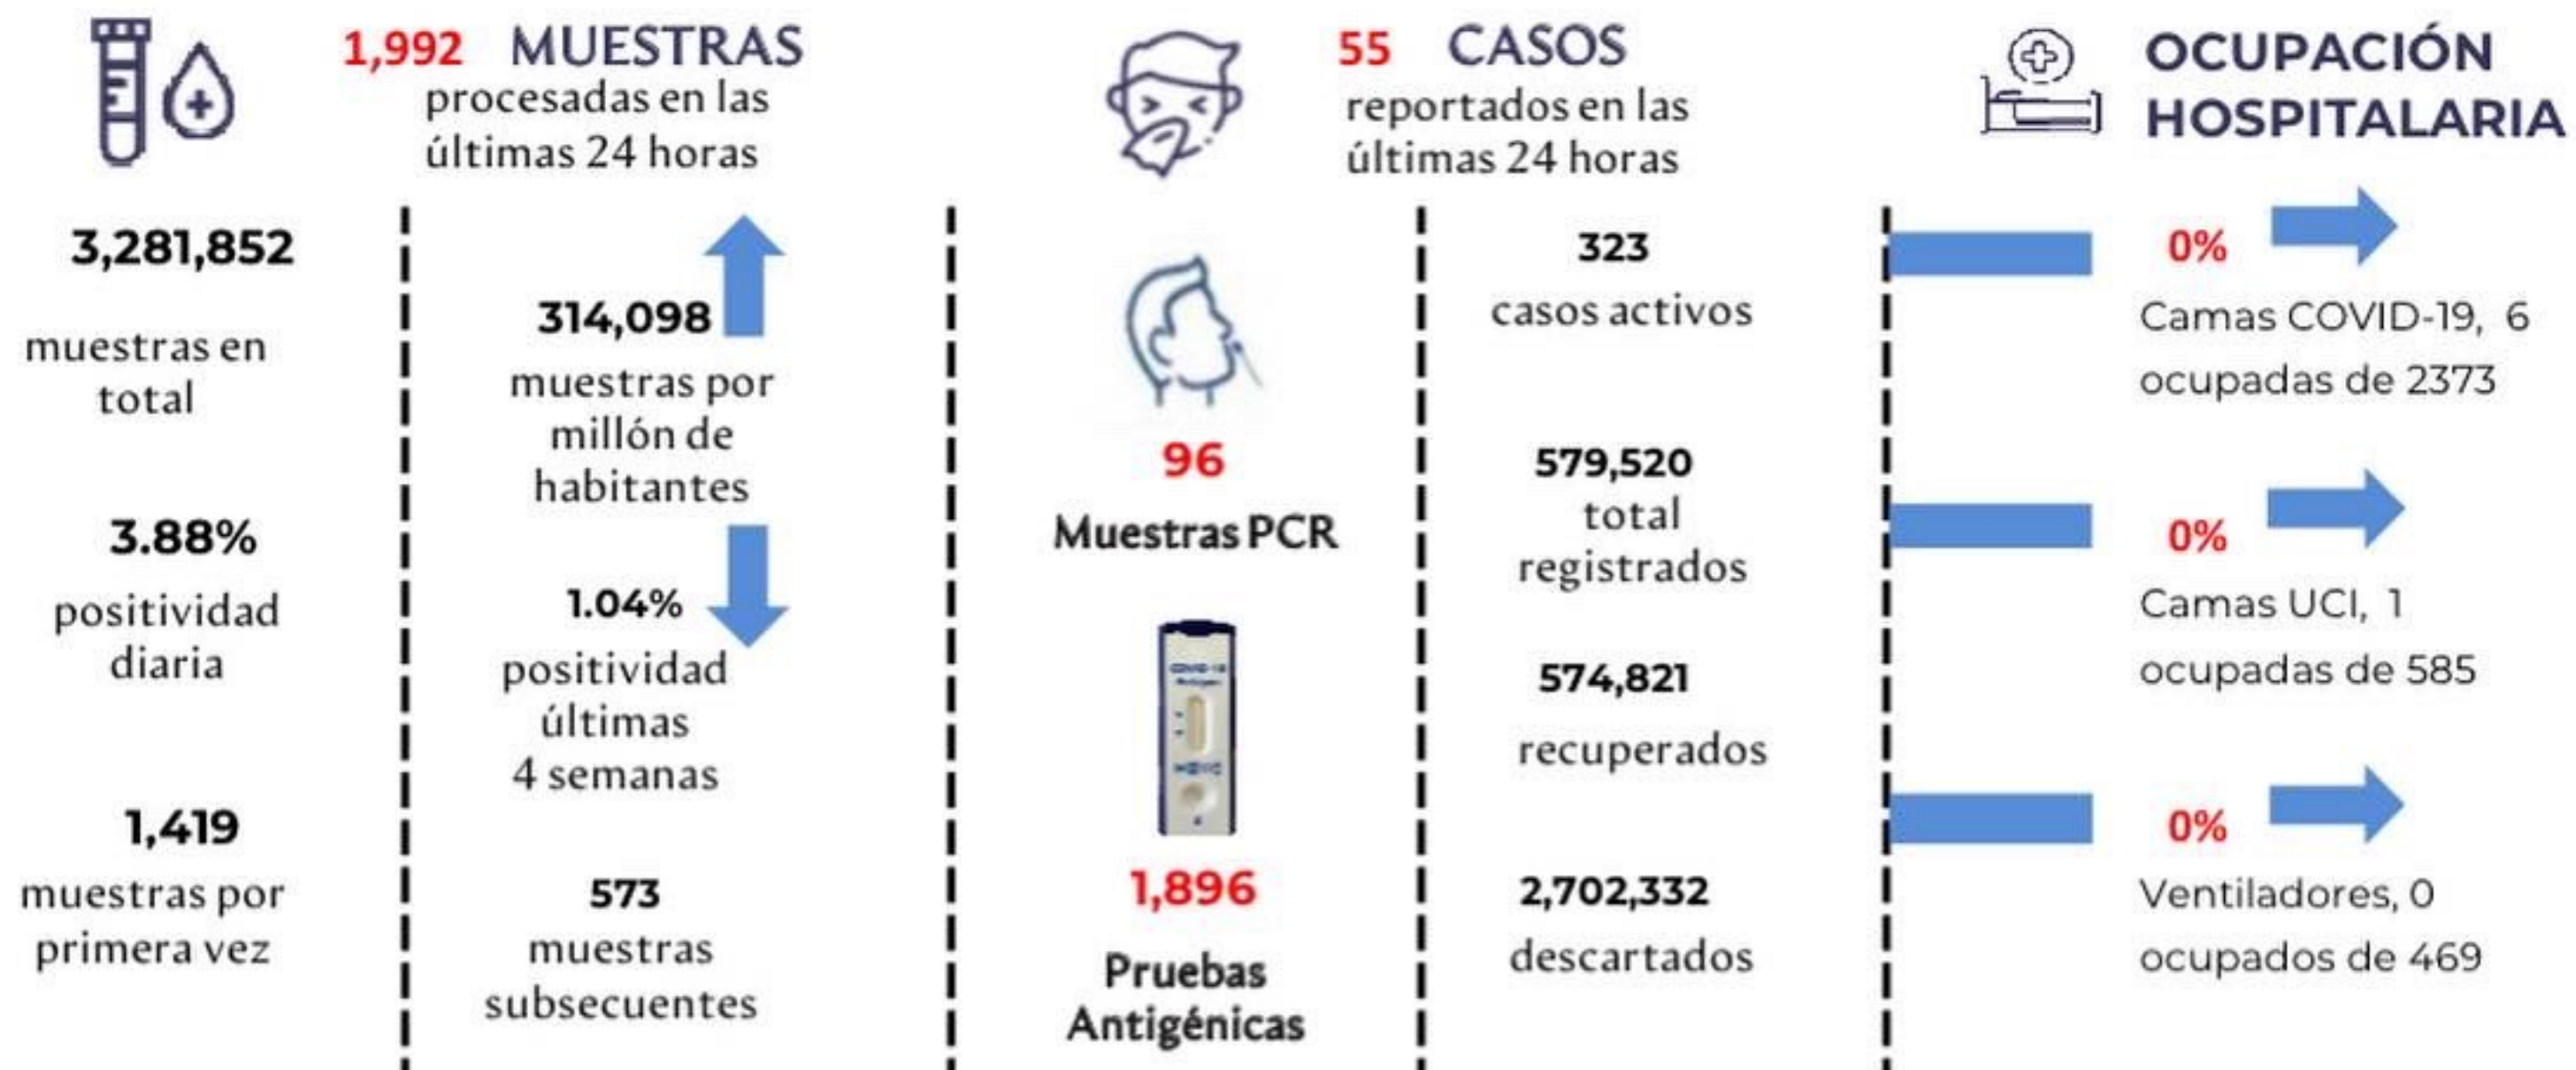 1,992 MUESTRAS
procesadas en las
últimas 24 horas
3,281,852
muestras en
total
3.88%
positividad
diaria
1,419
muestras por
primera vez
314,098
muestras por
millón de
habitantes
1.04%
positividad
últimas
4 semanas
573
muestras
subsecuentes
55 CASOS
reportados en las
últimas 24 horas
96
Muestras PCR
COVID-19
1,896
Pruebas
Antigénicas
323
casos activos
579,520
total
registrados
574,821
recuperados
2,702,332
descartados
OCUPACIÓN
HOSPITALARIA
0%
Camas COVID-19, 6
ocupadas de 2373
0%
Camas UCI, 1
ocupadas de 585
0%
Ventiladores, 0
ocupados de 469